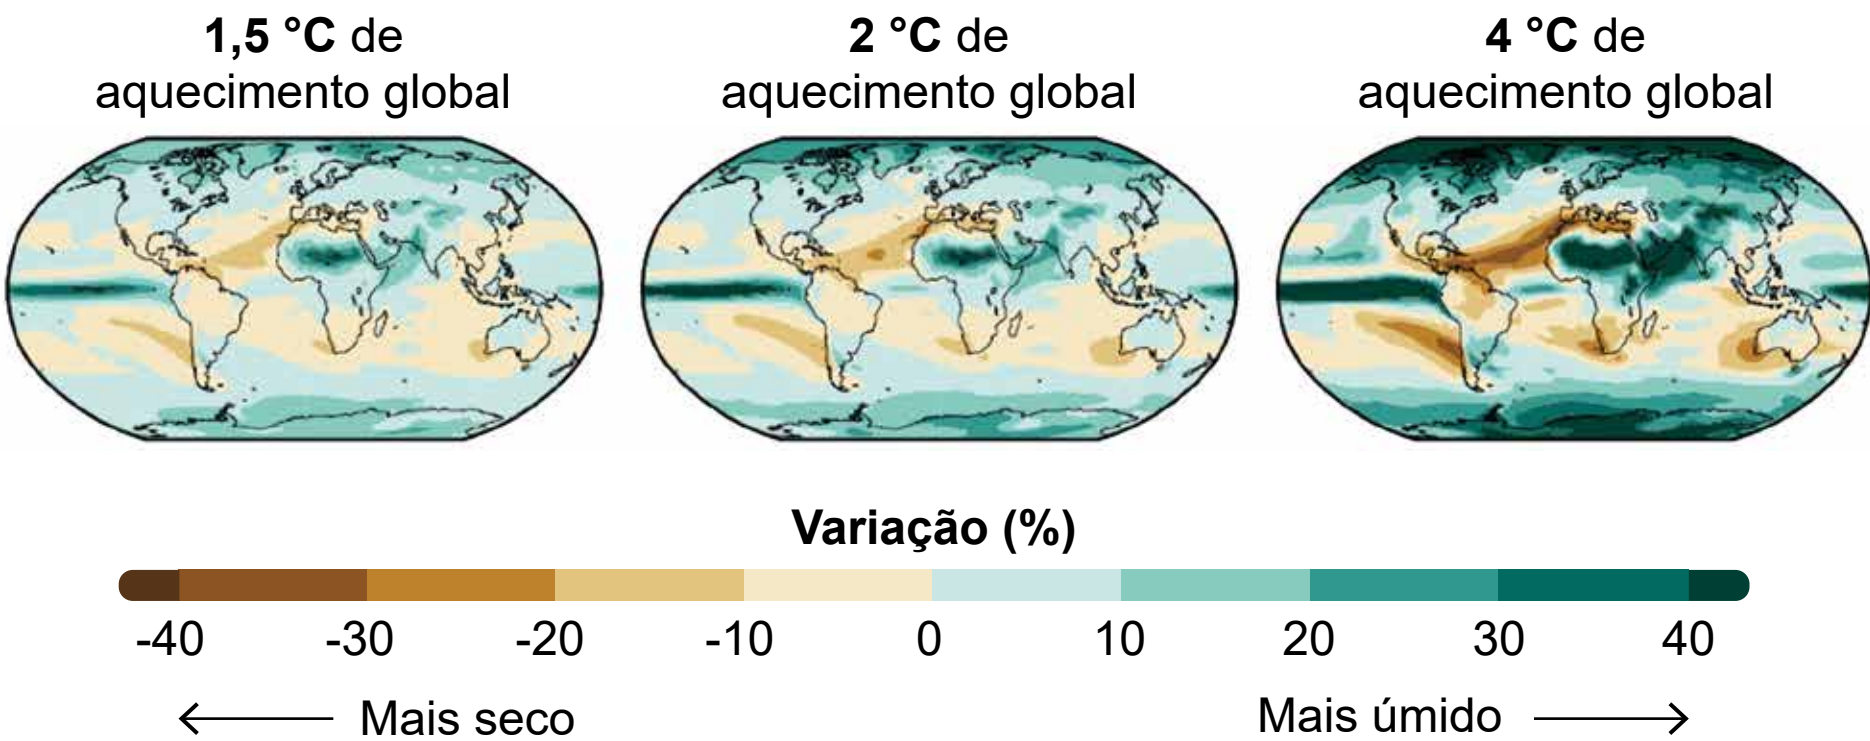 1,5 °C de
aquecimento global
2 °C de
aquecimento global
4 °C de
aquecimento global
Variação (%)
-40 -30 -20 -10 0 10 20 30 40
Mais seco
Mais úmido